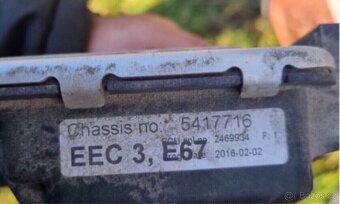 Chassis no.: 5417716
2469934
EEC 3, E67
2016-02-02